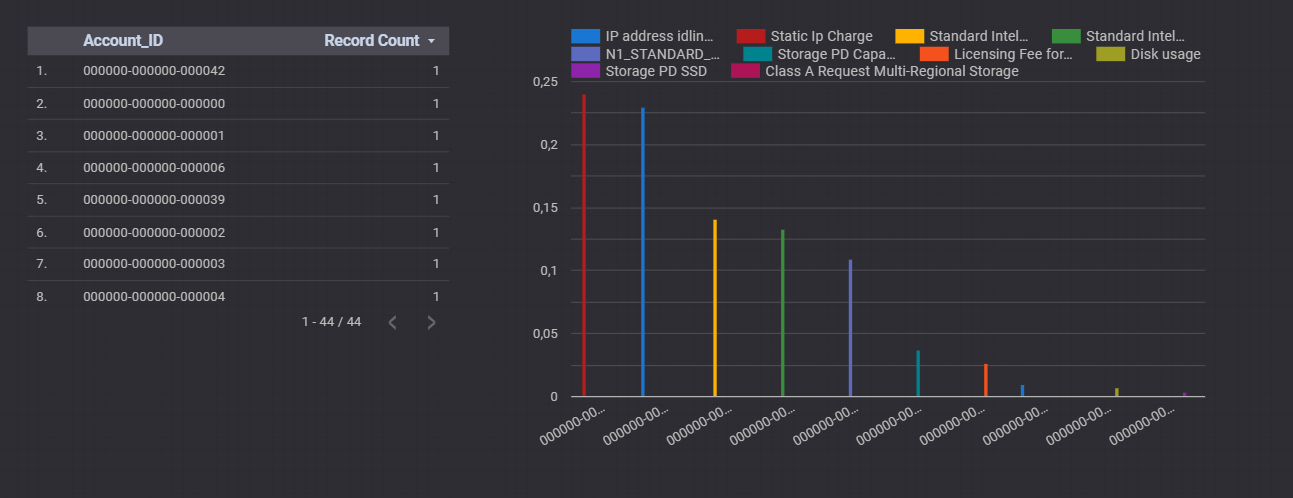 Account_ID Record Count
1. 000000-000000-000042 1
2. 000000-000000-000000 1
3. 000000-000000-000001 1
4. 000000-000000-000006 1
5. 000000-000000-000039 1
6. 000000-000000-000002 1
7. 000000-000000-000003 1
8. 000000-000000-000004 1
1 - 44 / 44
IP address idlin... Static Ip Charge Standard Intel... Standard Intel...
N1_STANDARD_... Storage PD Capa... Licensing Fee for... Disk usage
Storage PD SSD Class A Request Multi-Regional Storage
0,25
0,2
0,15
0,1
0,05
0
000000-00... 000000-00... 000000-00... 000000-00... 000000-00... 000000-00... 000000-00... 000000-00... 000000-00... 000000-00...